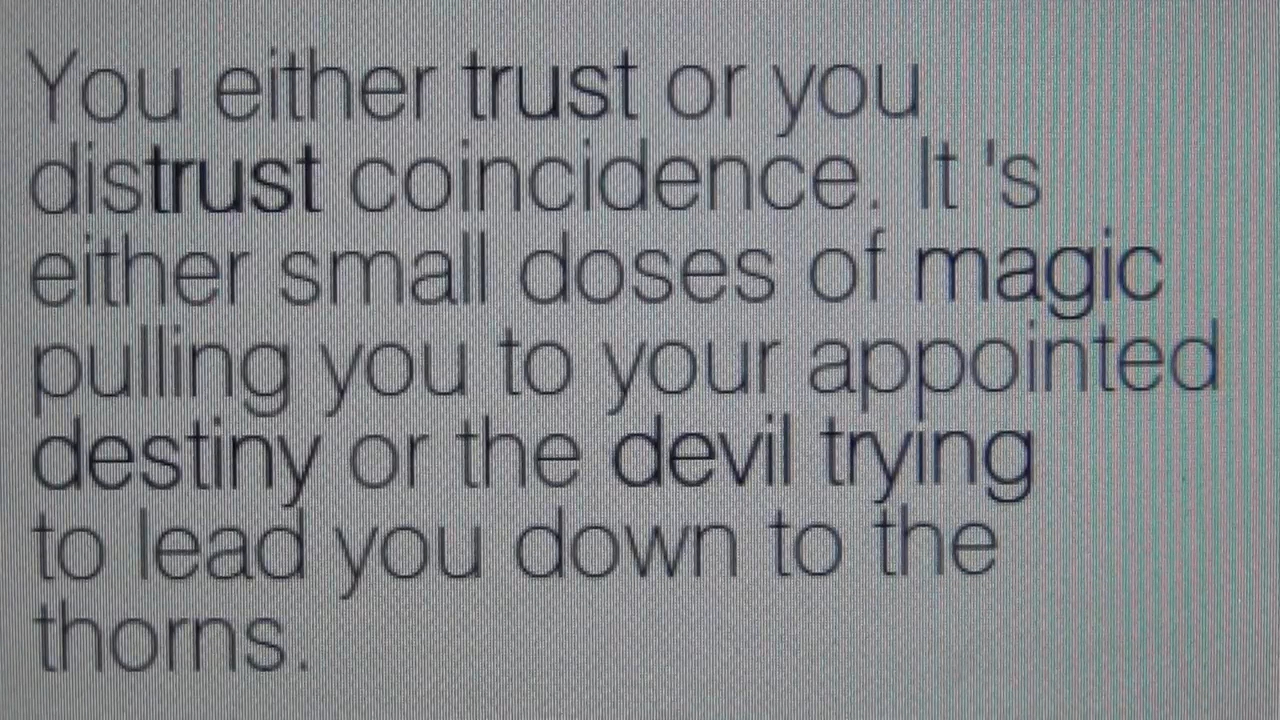 You either trust or you
distrust coincidence. It 's
either small doses of magic
pulling you to your appointed
destiny or the devil trying
to lead you down to the
thorns.